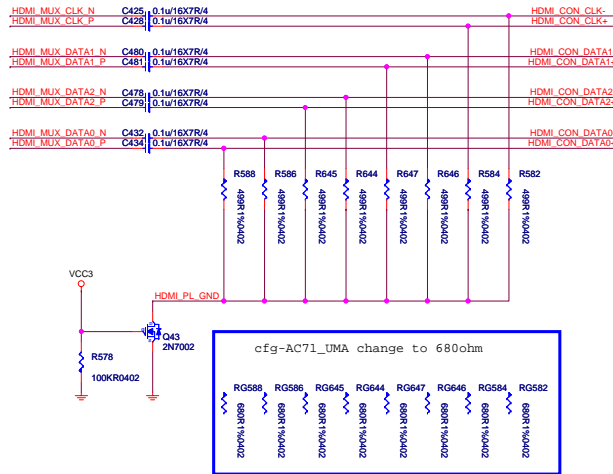 HDMI_MUX_CLK_N C425 0.1u/16X7R/4 HDMI_CON_CLK-
HDMI_MUX_CLK_P C428 0.1u/16X7R/4 HDMI_CON_CLK+
HDMI_MUX_DATA1_N C480 0.1u/16X7R/4 HDMI_CON_DATA1
HDMI_MUX_DATA1_P C481 0.1u/16X7R/4 HDMI_CON_DATA1+
HDMI_MUX_DATA2_N C478 0.1u/16X7R/4 HDMI_CON_DATA2
HDMI_MUX_DATA2_P C479 0.1u/16X7R/4 HDMI_CON_DATA2+
HDMI_MUX_DATA0_N C432 0.1u/16X7R/4 HDMI_CON_DATA0
HDMI_MUX_DATA0_P C434 0.1u/16X7R/4 HDMI_CON_DATA0+
R588 R586 R645 R644 R647 R646 R584 R582
499R1%0402 499R1%0402 499R1%0402 499R1%0402 499R1%0402 499R1%0402 499R1%0402 499R1%0402
VCC3
HDMI_PL_GND
Q43
2N7002
R578
100KR0402
cfg-AC71_UMA change to 680ohm
RG588 RG586 RG645 RG644 RG647 RG646 RG584 RG582
680R1%0402 680R1%0402 680R1%0402 680R1%0402 680R1%0402 680R1%0402 680R1%0402 680R1%0402